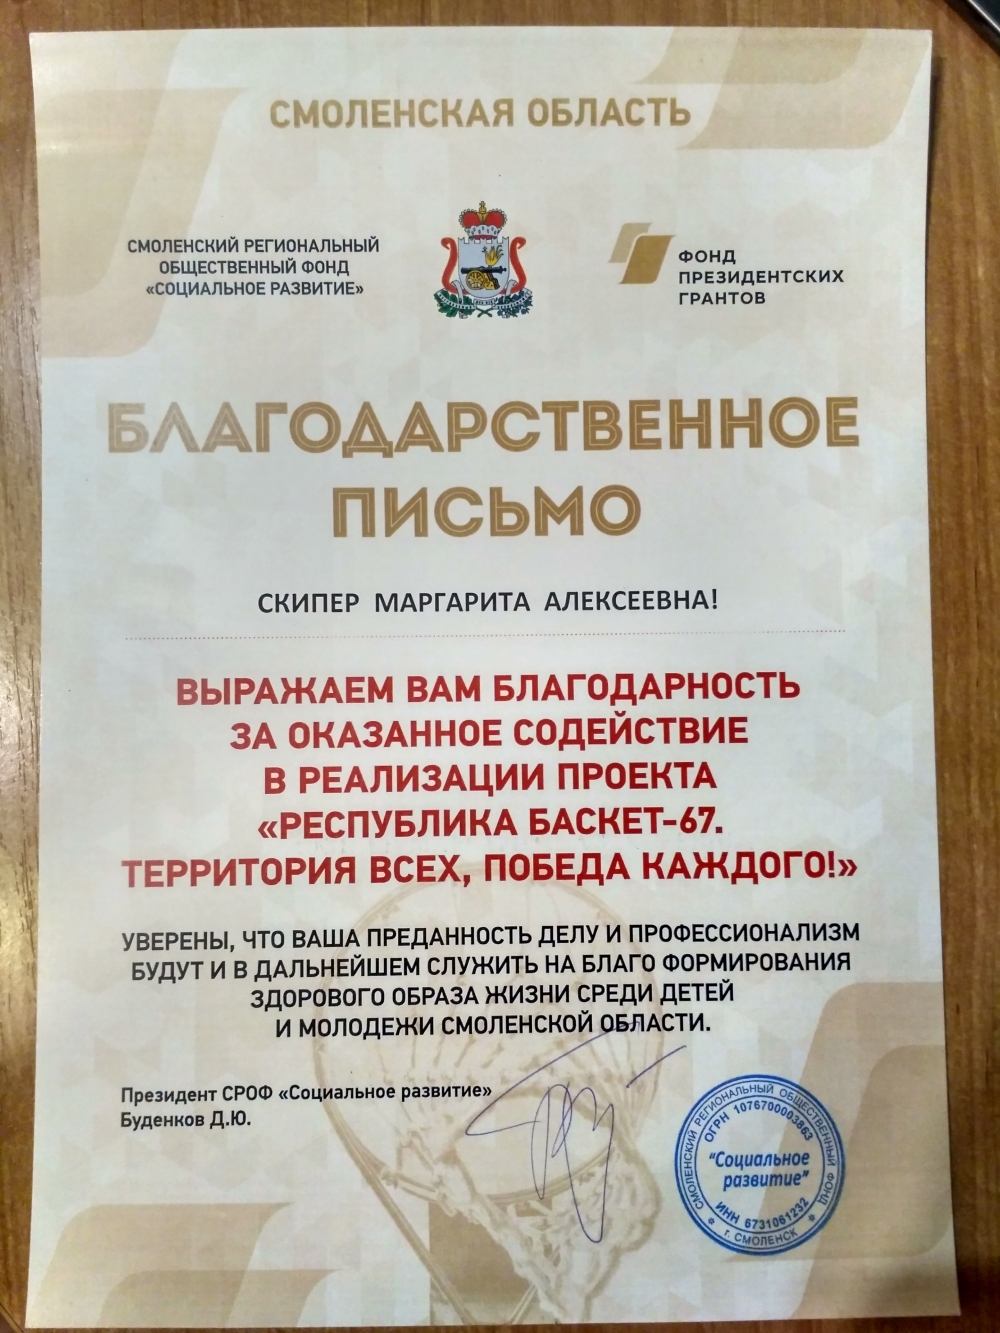 СМОЛЕНСКАЯ ОБЛАСТЬ
СМОЛЕНСКИЙ РЕГИОНАЛЬНЫЙ
ОБЩЕСТВЕННЫЙ ФОНД
«СОЦИАЛЬНОЕ РАЗВИТИЕ»
ФОНД
ПРЕЗИДЕНТСКИХ
ГРАНТОВ
БЛАГОДАРСТВЕННОЕ
ПИСЬМО
СКИПЕР МАРГАРИТА АЛЕКСЕЕВНА!
ВЫРАЖАЕМ ВАМ БЛАГОДАРНОСТЬ
ЗА ОКАЗАННОЕ СОДЕЙСТВИЕ
В РЕАЛИЗАЦИИ ПРОЕКТА
«РЕСПУБЛИКА БАСКЕТ-67.
ТЕРРИТОРИЯ ВСЕХ, ПОБЕДА КАЖДОГО!»
УВЕРЕНЫ, ЧТО ВАША ПРЕДАННОСТЬ ДЕЛУ И ПРОФЕССИОНАЛИЗМ
БУДУТ И В ДАЛЬНЕЙШЕМ СЛУЖИТЬ НА БЛАГО ФОРМИРОВАНИЯ
ЗДОРОВОГО ОБРАЗА ЖИЗНИ СРЕДИ ДЕТЕЙ
И МОЛОДЕЖИ СМОЛЕНСКОЙ ОБЛАСТИ.
Президент СРОФ «Социальное развитие»
Буденков Д.Ю.
СМОЛЕНСКИЙ РЕГИОНАЛЬНЫЙ ОБЩЕСТВЕННЫЙ ФОНД
ОГРН 1076700003863
"Социальное
развитие"
ИНН 6731061232
г. СМОЛЕНСК